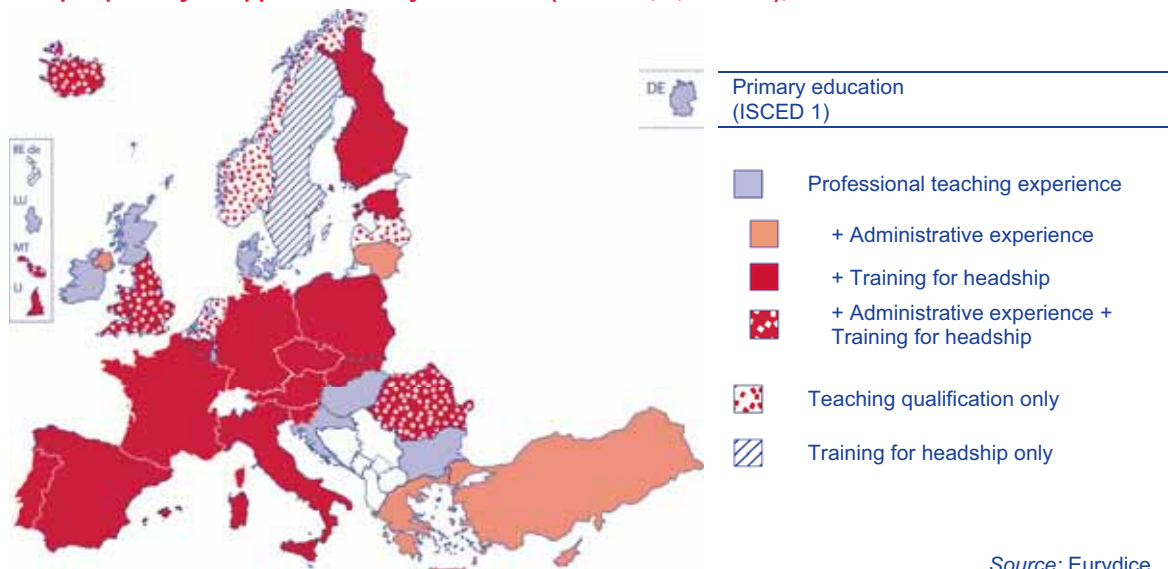 DE
Primary education
(ISCED 1)
BE de
LU
MT
LI
Professional teaching experience
+ Administrative experience
+ Training for headship
+ Administrative experience +
Training for headship
Teaching qualification only
Training for headship only
Source: Eurydice